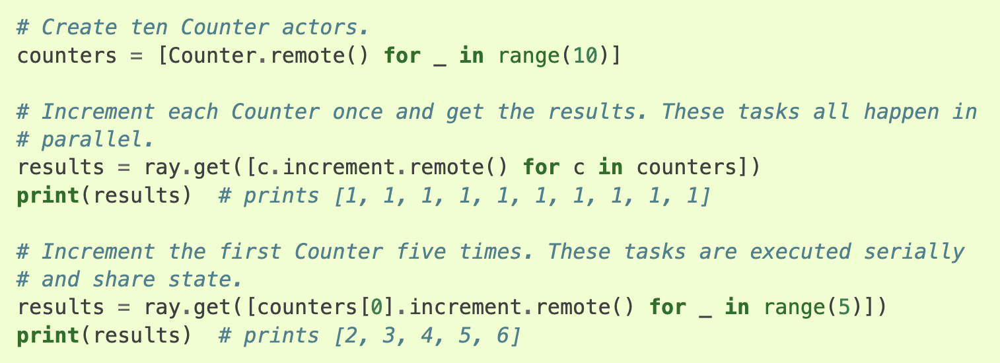 # Create ten Counter actors.
counters = [Counter.remote() for _ in range(10)]
# Increment each Counter once and get the results. These tasks all happen in
# parallel.
results = ray.get([c.increment.remote() for c in counters])
print(results)  # prints [1, 1, 1, 1, 1, 1, 1, 1, 1, 1]
# Increment the first Counter five times. These tasks are executed serially
# and share state.
results = ray.get([counters[0].increment.remote() for _ in range(5)])
print(results)  # prints [2, 3, 4, 5, 6]